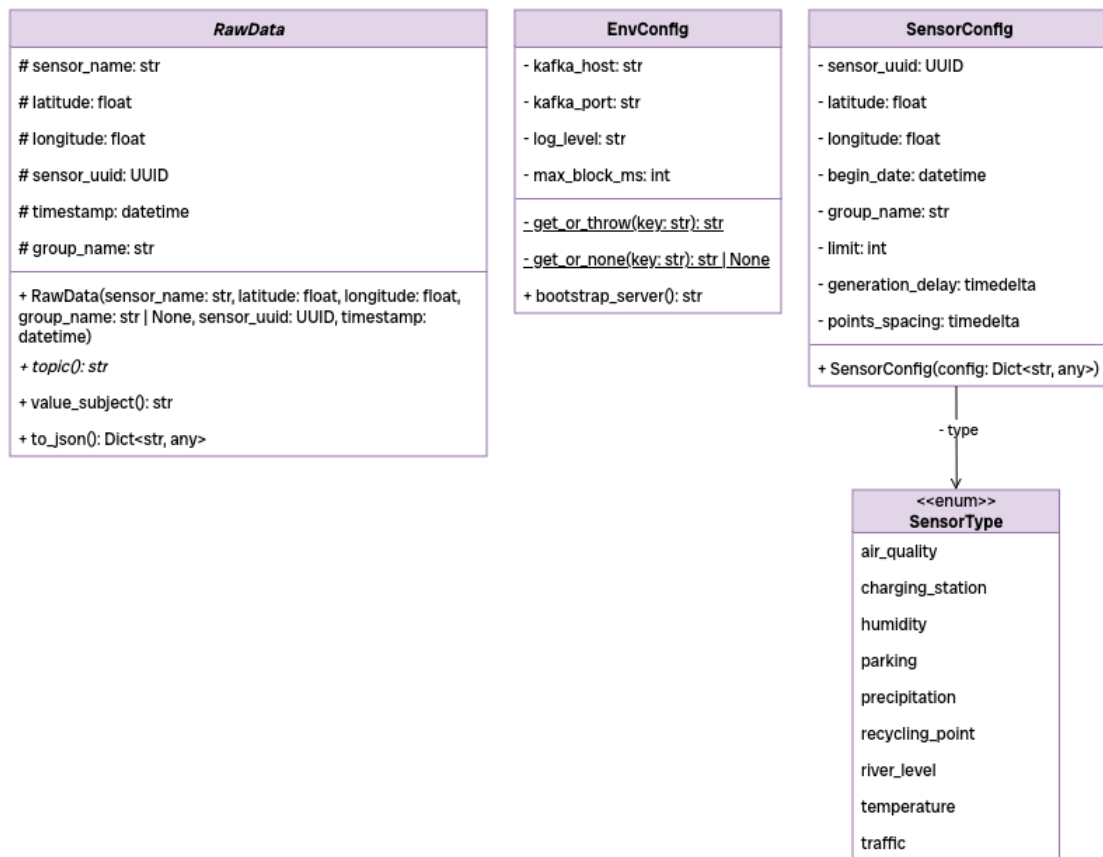 RawData
# sensor_name: str
# latitude: float
# longitude: float
# sensor_uuid: UUID
# timestamp: datetime
# group_name: str
+ RawData(sensor_name: str, latitude: float, longitude: float,
group_name: str | None, sensor_uuid: UUID, timestamp:
datetime)
+ topic(): str
+ value_subject(): str
+ to_json(): Dict<str, any>
EnvConfig
- kafka_host: str
- kafka_port: str
- log_level: str
- max_block_ms: int
- get_or_throw(key: str): str
- get_or_none(key: str): str | None
+ bootstrap_server(): str
SensorConfig
- sensor_uuid: UUID
- latitude: float
- longitude: float
- begin_date: datetime
- group_name: str
- limit: int
- generation_delay: timedelta
- points_spacing: timedelta
+ SensorConfig(config: Dict<str, any>)
- type
<<enum>>
SensorType
air_quality
charging_station
humidity
parking
precipitation
recycling_point
river_level
temperature
traffic